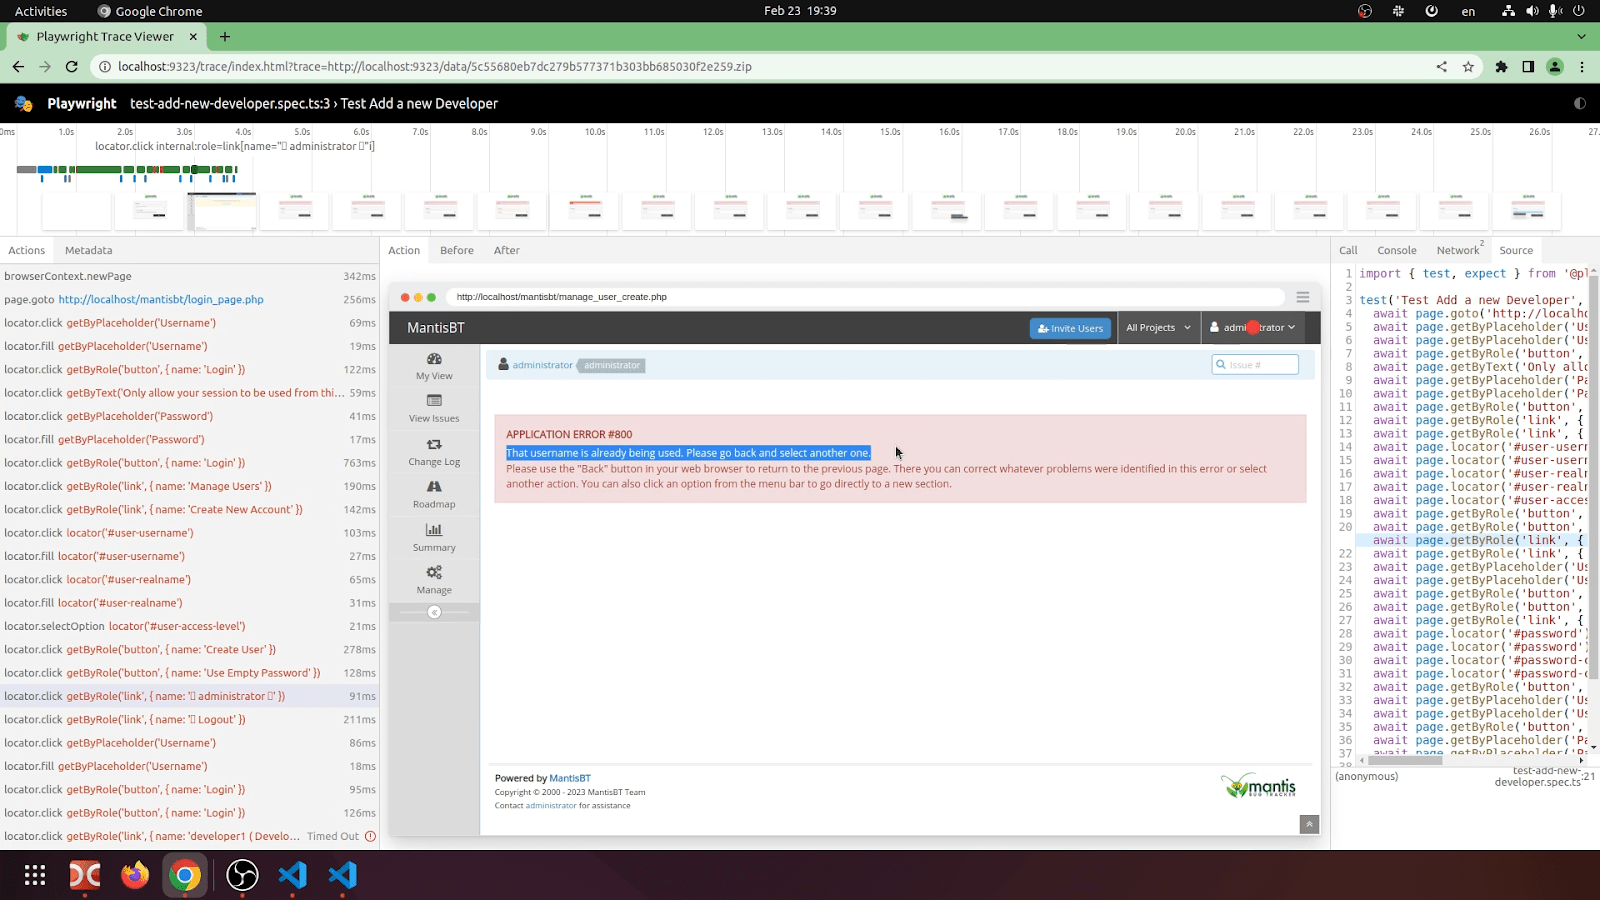 Activities
Google Chrome
Feb 23 19:39
en
Playwright Trace Viewer
localhost:9323/trace/index.html?trace=http://localhost:9323/data/5c55680eb7dc279b577371b303bb685030f2e259.zip
Playwright test-add-new-developer.spec.ts:3 › Test Add a new Developer
0ms 1.0s 2.0s 3.0s 4.0s 5.0s 6.0s 7.0s 8.0s 9.0s 10.0s 11.0s 12.0s 13.0s 14.0s 15.0s 16.0s 17.0s 18.0s 19.0s 20.0s 21.0s 22.0s 23.0s 24.0s 25.0s 26.0s 27.
locator.click internal:role=link[name=" administrator "i]
Actions Metadata
browserContext.newPage 342ms
page.goto http://localhost/mantisbt/login_page.php 256ms
locator.click getByPlaceholder('Username') 69ms
locator.fill getByPlaceholder('Username') 19ms
locator.click getByRole('button', { name: 'Login' }) 122ms
locator.click getByText('Only allow your session to be used from thi... 59ms
locator.click getByPlaceholder('Password') 41ms
locator.fill getByPlaceholder('Password') 17ms
locator.click getByRole('button', { name: 'Login' }) 763ms
locator.click getByRole('link', { name: 'Manage Users' }) 190ms
locator.click getByRole('link', { name: 'Create New Account' }) 142ms
locator.click locator('#user-username') 103ms
locator.fill locator('#user-username') 27ms
locator.click locator('#user-realname') 65ms
locator.fill locator('#user-realname') 31ms
locator.selectOption locator('#user-access-level') 21ms
locator.click getByRole('button', { name: 'Create User' }) 278ms
locator.click getByRole('button', { name: 'Use Empty Password' }) 128ms
locator.click getByRole('link', { name: ' administrator ' }) 91ms
locator.click getByRole('link', { name: ' Logout' }) 211ms
locator.click getByPlaceholder('Username') 86ms
locator.fill getByPlaceholder('Username') 18ms
locator.click getByRole('button', { name: 'Login' }) 95ms
locator.click getByRole('button', { name: 'Login' }) 126ms
locator.click getByRole('link', { name: 'developer1 ( Develo... Timed Out
Action Before After
http://localhost/mantisbt/manage_user_create.php
MantisBT
Invite Users
All Projects
My View
View Issues
Change Log
Roadmap
Summary
Manage
administrator administrator
Issue #
APPLICATION ERROR #800
That username is already being used. Please go back and select another one.
Please use the "Back" button in your web browser to return to the previous page. There you can correct whatever problems were identified in this error or select
another action. You can also click an option from the menu bar to go directly to a new section.
Powered by MantisBT
Copyright © 2000 - 2023 MantisBT Team
Contact administrator for assistance
mantis
BUG TRACKER
Call Console Network 2 Source
1 import { test, expect } from '@pl
2
3 test('Test Add a new Developer',
4 await page.goto('http://localho
5 await page.getByPlaceholder('Us
6 await page.getByPlaceholder('Us
7 await page.getByRole('button',
8 await page.getByText('Only allo
9 await page.getByPlaceholder('Pa
10 await page.getByPlaceholder('Pa
11 await page.getByRole('button',
12 await page.getByRole('link', {
13 await page.getByRole('link', {
14 await page.locator('#user-usern
15 await page.locator('#user-usern
16 await page.locator('#user-realn
17 await page.locator('#user-realn
18 await page.locator('#user-acces
19 await page.getByRole('button',
20 await page.getByRole('button',
await page.getByRole('link', {
22 await page.getByRole('link', {
23 await page.getByPlaceholder('Us
24 await page.getByPlaceholder('Us
25 await page.getByRole('button',
26 await page.getByRole('button',
27 await page.getByRole('link', {
28 await page.locator('#password')
29 await page.locator('#password')
30 await page.locator('#password-c
31 await page.locator('#password-c
32 await page.getByRole('button',
33 await page.getByPlaceholder('Us
34 await page.getByPlaceholder('Us
35 await page.getByRole('button',
36 await page.getByPlaceholder('Pa
37 await page.getByPlaceholder('Pa
38
(anonymous)
test-add-new-developer.spec.ts :21